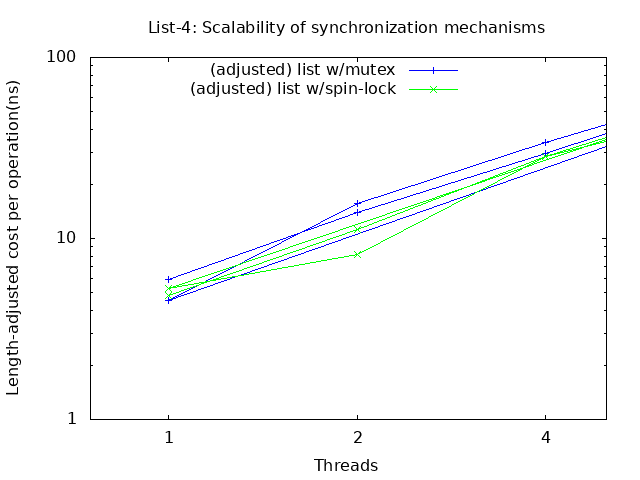 List-4: Scalability of synchronization mechanisms
100
(adjusted) list w/mutex
(adjusted) list w/spin-lock
Length-adjusted cost per operation(ns)
10
1
1
2
4
Threads